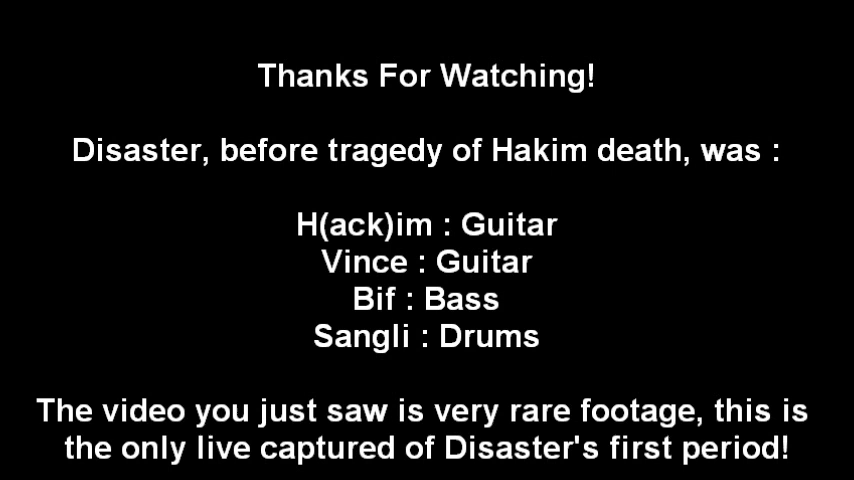 Thanks For Watching!
Disaster, before tragedy of Hakim death, was :
H(ack)im : Guitar
Vince : Guitar
Bif : Bass
Sangli : Drums
The video you just saw is very rare footage, this is
the only live captured of Disaster's first period!